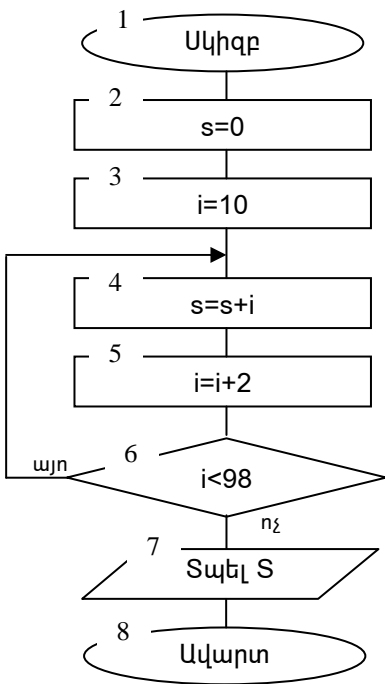 1
Սկիզբ
2
s=0
3
i=10
4
s=s+i
5
i=i+2
6
այո
i<98
ոչ
7
Տպել Տ
8
Ավարտ